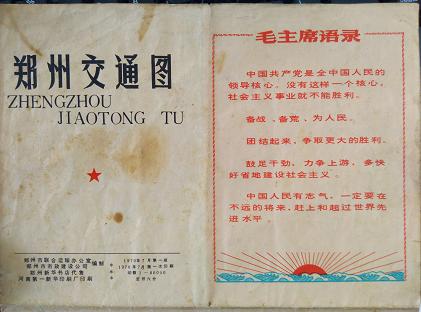 郑州交通图
ZHENGZHOU
JIAOTONG TU
郑州市联合运输办公室
郑州市市政建设公司
编制
郑州新华书店代售
河南第一新华印刷厂印刷
1970年7月第一版
1970年7月第一次印刷
毛主席语录
中国共产党是全中国人民的
领导核心。没有这样一个核心，
社会主义事业就不能胜利。
备战、备荒、为人民。
团结起来，争取更大的胜利。
鼓足干劲，力争上游，多快
好省地建设社会主义。
中国人民有志气，一定要在
不远的将来，赶上和超过世界先
进水平。